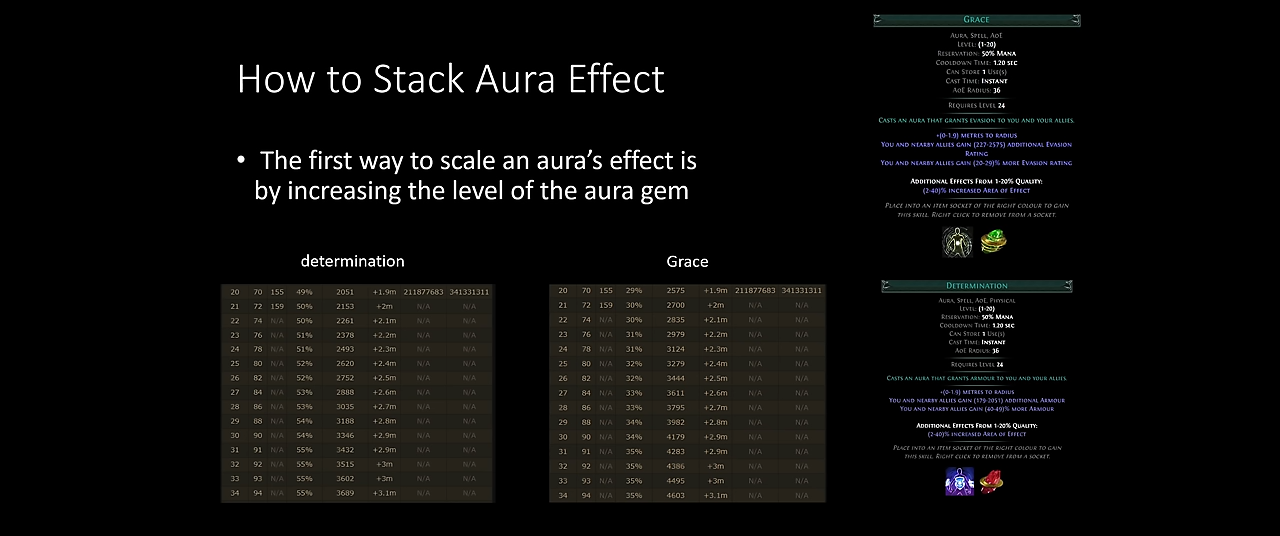 How to Stack Aura Effect
• The first way to scale an aura's effect is
by increasing the level of the aura gem
determination
20 70 155 49% 2051 +1.9m 211877683 341331311
21 72 159 50% 2153 +2m N/A N/A
22 74 N/A 50% 2261 +2.1m N/A N/A
23 76 N/A 51% 2378 +2.2m N/A N/A
24 78 N/A 51% 2493 +2.3m N/A N/A
25 80 N/A 52% 2620 +2.4m N/A N/A
26 82 N/A 52% 2752 +2.5m N/A N/A
27 84 N/A 53% 2888 +2.6m N/A N/A
28 86 N/A 53% 3035 +2.7m N/A N/A
29 88 N/A 54% 3188 +2.8m N/A N/A
30 90 N/A 54% 3346 +2.9m N/A N/A
31 91 N/A 55% 3432 +2.9m N/A N/A
32 92 N/A 55% 3515 +3m N/A N/A
33 93 N/A 55% 3602 +3m N/A N/A
34 94 N/A 55% 3689 +3.1m N/A N/A
Grace
20 70 155 29% 2575 +1.9m 211877683 341331311
21 72 159 30% 2700 +2m N/A N/A
22 74 N/A 30% 2835 +2.1m N/A N/A
23 76 N/A 31% 2979 +2.2m N/A N/A
24 78 N/A 31% 3124 +2.3m N/A N/A
25 80 N/A 32% 3279 +2.4m N/A N/A
26 82 N/A 32% 3444 +2.5m N/A N/A
27 84 N/A 33% 3611 +2.6m N/A N/A
28 86 N/A 33% 3795 +2.7m N/A N/A
29 88 N/A 34% 3982 +2.8m N/A N/A
30 90 N/A 34% 4179 +2.9m N/A N/A
31 91 N/A 35% 4283 +2.9m N/A N/A
32 92 N/A 35% 4386 +3m N/A N/A
33 93 N/A 35% 4495 +3m N/A N/A
34 94 N/A 35% 4603 +3.1m N/A N/A
Grace
Aura, Spell, AoE
Level: (1-20)
Reservation: 50% Mana
Cooldown Time: 1.20 sec
Can Store 1 Use(s)
Cast Time: Instant
AoE Radius: 36
Requires Level 24
Casts an aura that grants evasion to you and your allies.
+(0-1.9) metres to radius
You and nearby allies gain (227-2575) additional Evasion
Rating
You and nearby allies gain (20-29)% more Evasion rating
Additional Effects From 1-20% Quality:
(2-40)% increased Area of Effect
Place into an item socket of the right colour to gain
this skill. Right click to remove from a socket.
Determination
Aura, Spell, AoE, Physical
Level: (1-20)
Reservation: 50% Mana
Cooldown Time: 1.20 sec
Can Store 1 Use(s)
Cast Time: Instant
AoE Radius: 36
Requires Level 24
Casts an aura that grants armour to you and your allies.
+(0-1.9) metres to radius
You and nearby allies gain (179-2051) additional Armour
You and nearby allies gain (40-49)% more Armour
Additional Effects From 1-20% Quality:
(2-40)% increased Area of Effect
Place into an item socket of the right colour to gain
this skill. Right click to remove from a socket.